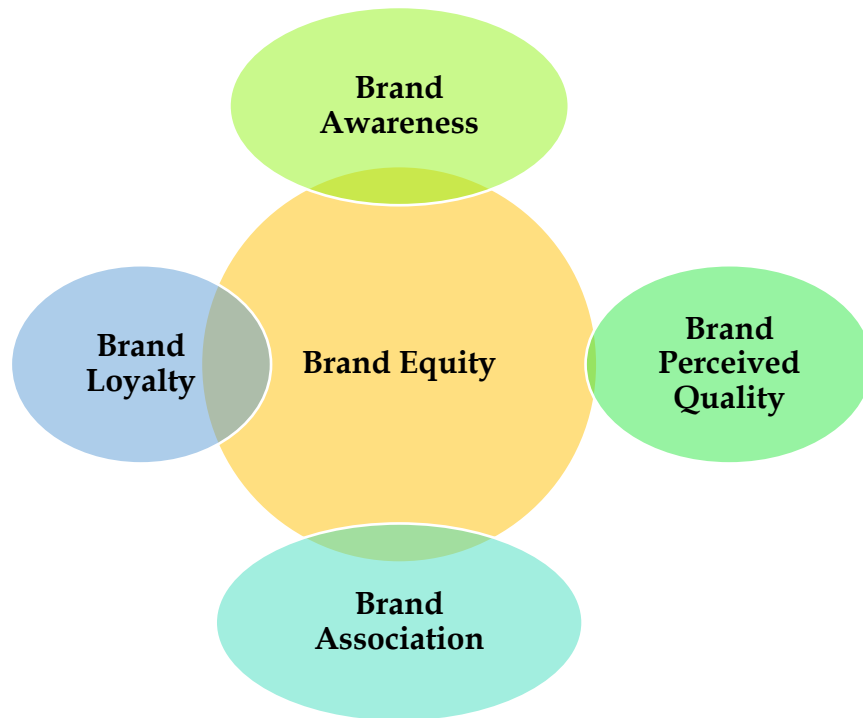 Brand
Awareness
Brand
Loyalty
Brand Equity
Brand
Perceived
Quality
Brand
Association